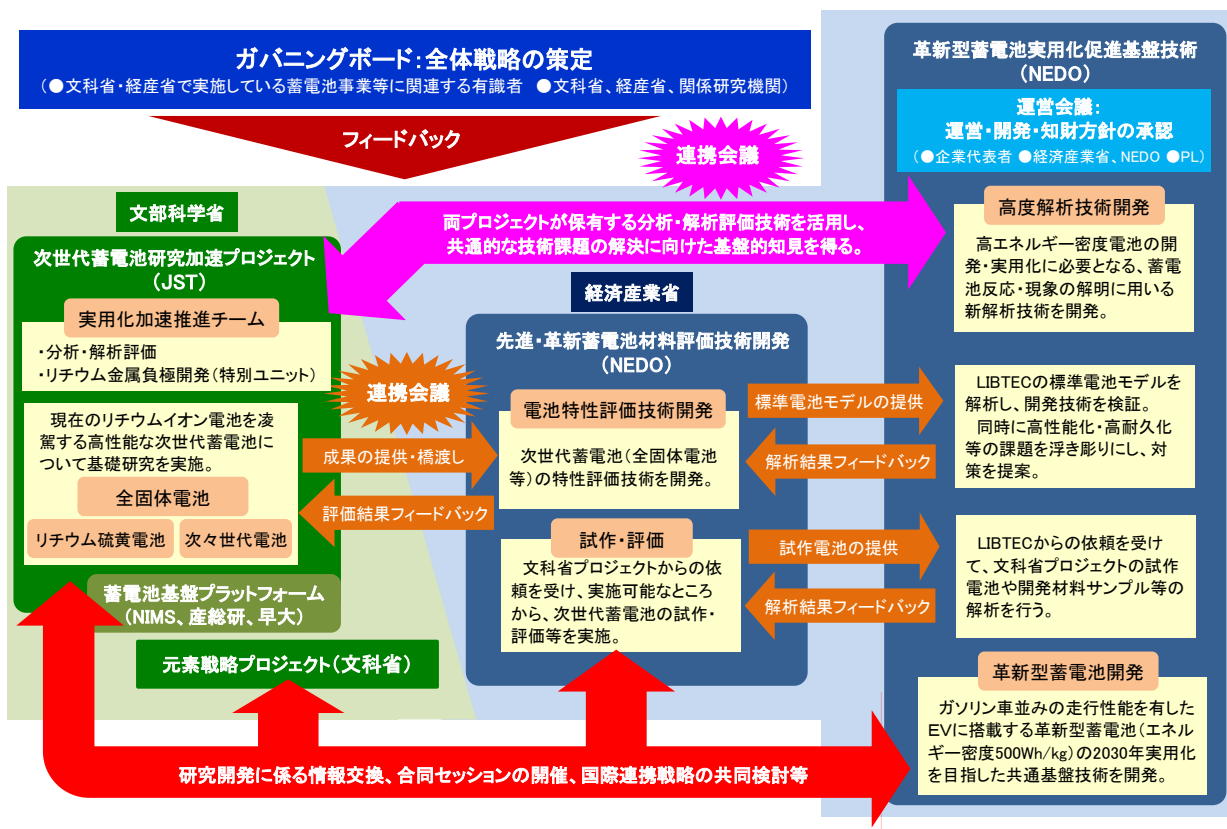 ガバニングボード：全体戦略の策定
（●文科省・経産省で実施している蓄電池事業等に関連する有識者　●文科省、経産省、関係研究機関）
フィードバック
連携会議
両プロジェクトが保有する分析・解析評価技術を活用し、
共通的な技術課題の解決に向けた基盤的知見を得る。
文部科学省
次世代蓄電池研究加速プロジェクト
（JST）
実用化加速推進チーム
・分析・解析評価
・リチウム金属負極開発（特別ユニット）
現在のリチウムイオン電池を凌
駕する高性能な次世代蓄電池に
ついて基礎研究を実施。
全固体電池
リチウム硫黄電池
次々世代電池
蓄電池基盤プラットフォーム
（NIMS、産総研、早大）
元素戦略プロジェクト（文科省）
連携会議
成果の提供・橋渡し
評価結果フィードバック
経済産業省
先進・革新蓄電池材料評価技術開発
（NEDO）
電池特性評価技術開発
次世代蓄電池（全固体電池
等）の特性評価技術を開発。
試作・評価
文科省プロジェクトからの依
頼を受け、実施可能なところ
から、次世代蓄電池の試作・
評価等を実施。
標準電池モデルの提供
解析結果フィードバック
試作電池の提供
解析結果フィードバック
革新型蓄電池実用化促進基盤技術
（NEDO）
運営会議：
運営・開発・知財方針の承認
（●企業代表者 ●経済産業省、NEDO ●PL）
高度解析技術開発
高エネルギー密度電池の開
発・実用化に必要となる、蓄電
池反応・現象の解明に用いる
新解析技術を開発。
LIBTECの標準電池モデルを
解析し、開発技術を検証。
同時に高性能化・高耐久化
等の課題を浮き彫りにし、対
策を提案。
LIBTECからの依頼を受け
て、文科省プロジェクトの試作
電池や開発材料サンプル等の
解析を行う。
革新型蓄電池開発
ガソリン車並みの走行性能を有した
EVに搭載する革新型蓄電池（エネル
ギー密度500Wh/kg）の2030年実用化
を目指した共通基盤技術を開発。
研究開発に係る情報交換、合同セッションの開催、国際連携戦略の共同検討等